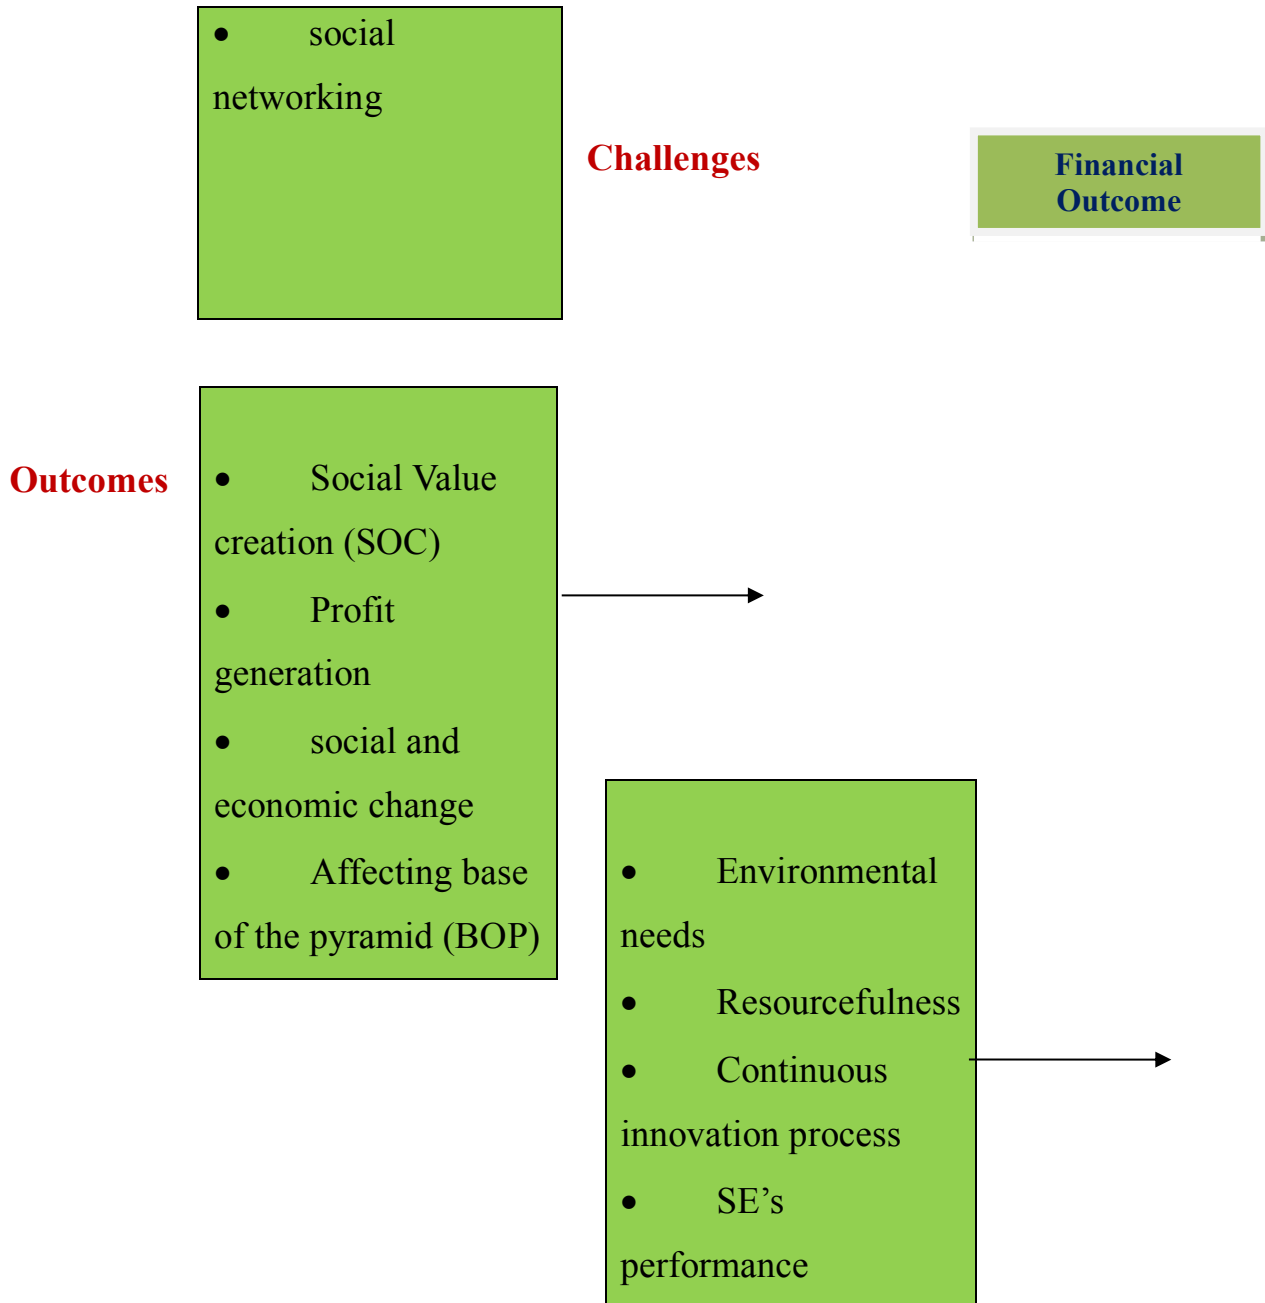 • social
networking
Challenges
Financial
Outcome
Outcomes
• Social Value
creation (SOC)
• Profit
generation
• social and
economic change
• Affecting base
of the pyramid (BOP)
• Environmental
needs
• Resourcefulness
• Continuous
innovation process
• SE’s
performance